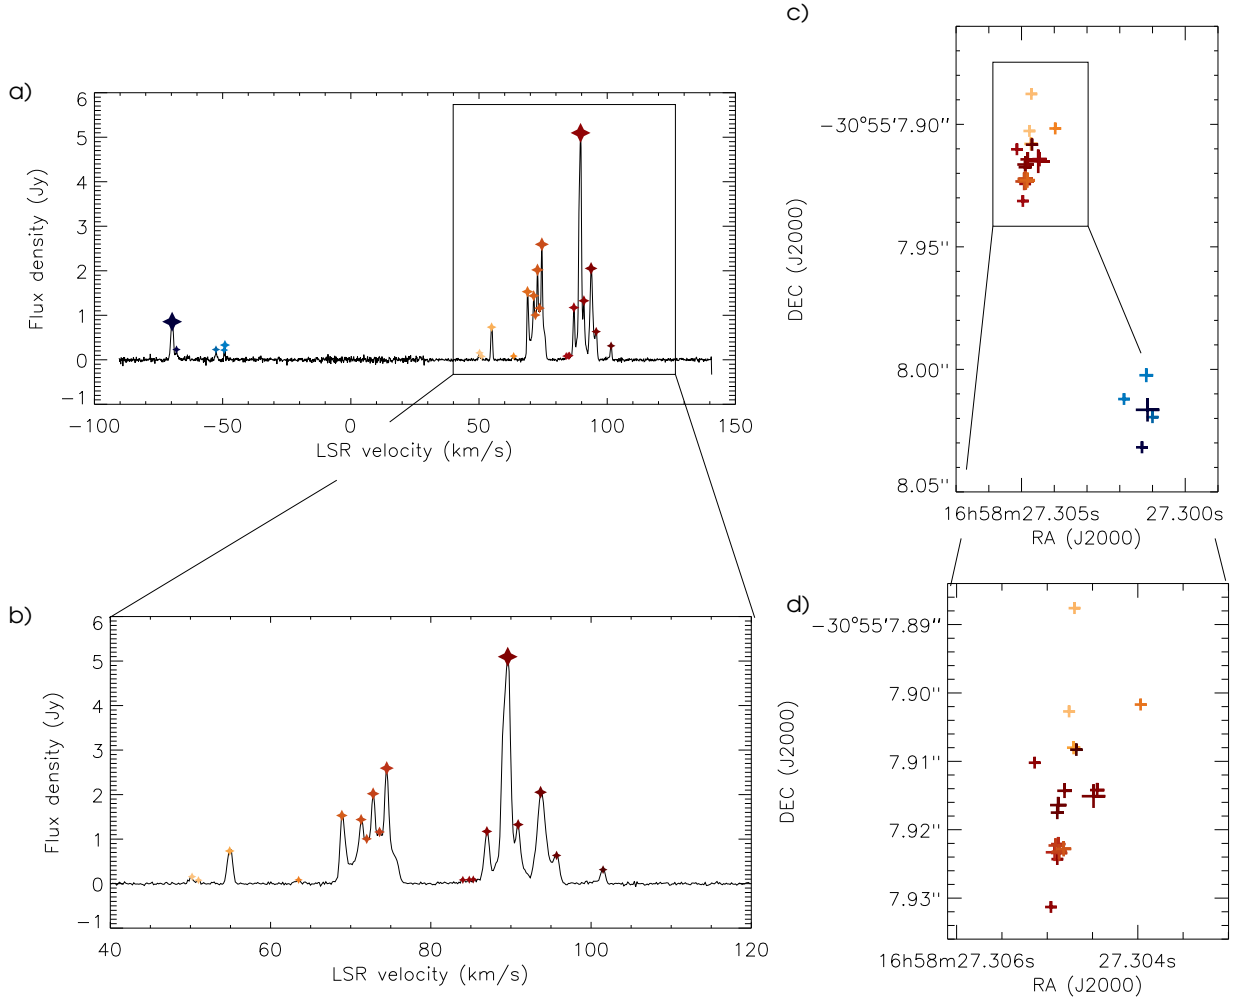 a)
Flux density (Jy)
6
5
4
3
2
1
0
−1
−100
−50
0
50
100
150
LSR velocity (km/s)
b)
Flux density (Jy)
6
5
4
3
2
1
0
−1
40
60
80
100
120
LSR velocity (km/s)
c)
DEC (J2000)
−30°55′7.90′′
7.95′′
8.00′′
8.05′′
16h58m27.305s
27.300s
RA (J2000)
d)
DEC (J2000)
−30°55′7.89′′
7.90′′
7.91′′
7.92′′
7.93′′
16h58m27.306s
27.304s
RA (J2000)